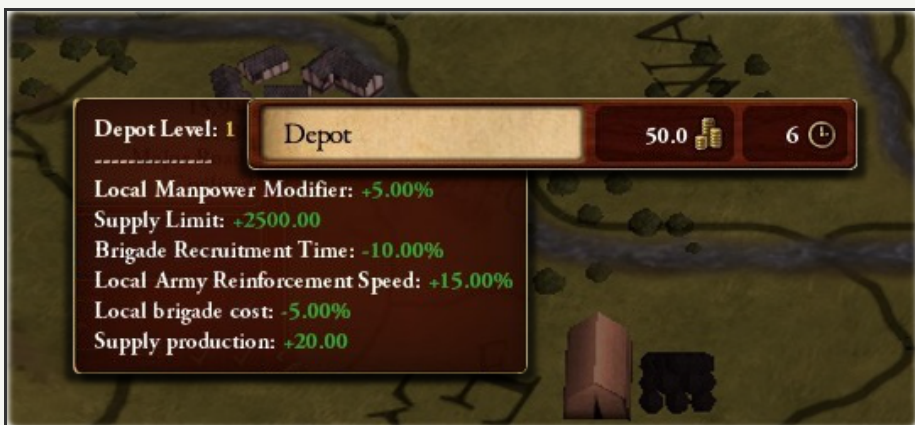 Depot Level: 1
Depot
50.0
6
--------------
Local Manpower Modifier: +5.00%
Supply Limit: +2500.00
Brigade Recruitment Time: -10.00%
Local Army Reinforcement Speed: +15.00%
Local brigade cost: -5.00%
Supply production: +20.00